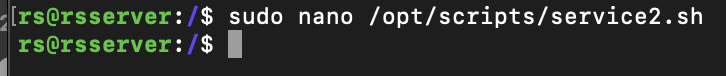 [rs@rsserver:/$ sudo nano /opt/scripts/service2.sh
rs@rsserver:/$